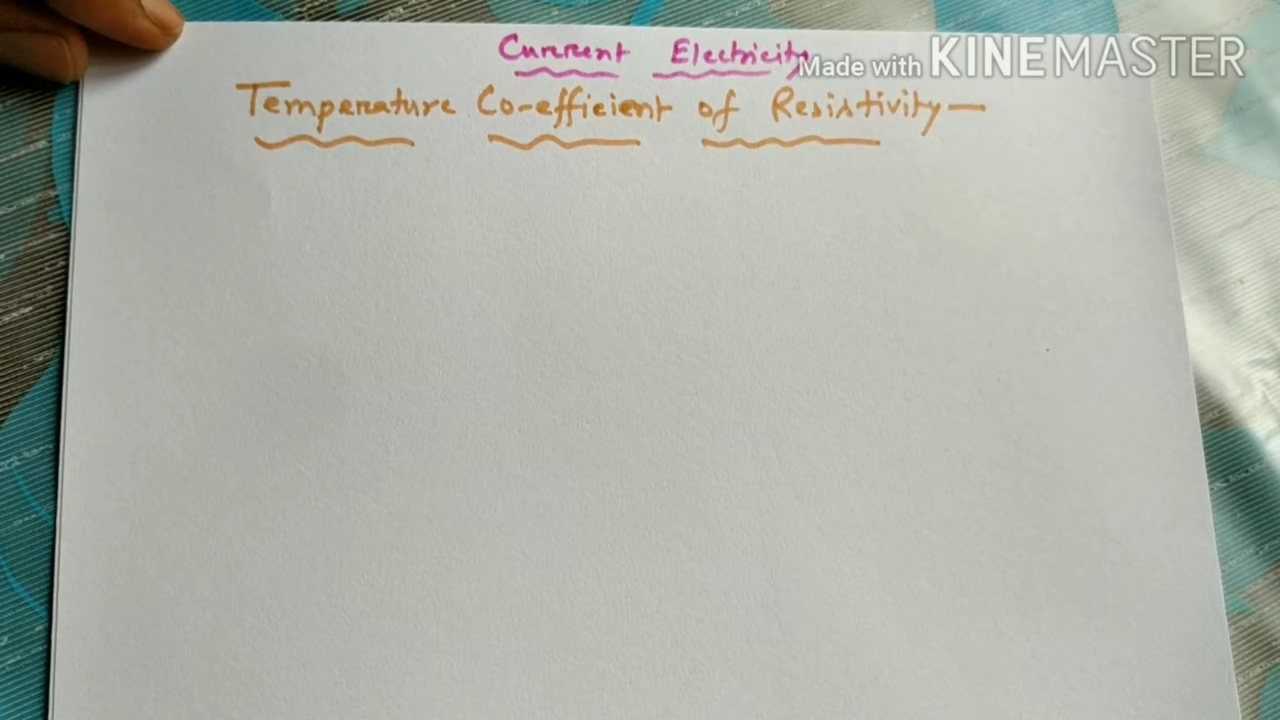 Current Electricity
Made with KINEMASTER
Temperature Co-efficient of Resistivity—